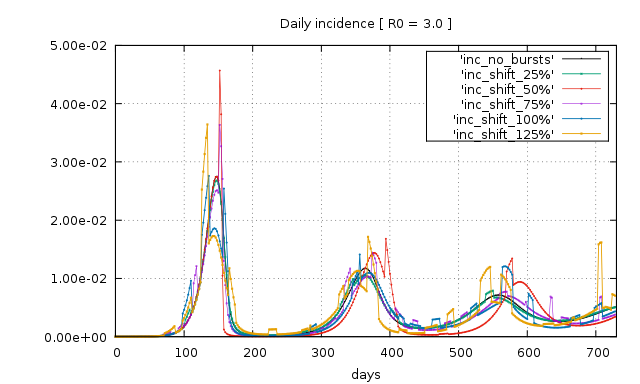 Daily incidence [ R0 = 3.0 ]
5.00e-02
4.00e-02
3.00e-02
2.00e-02
1.00e-02
0.00e+00
'inc_no_bursts'
'inc_shift_25%'
'inc_shift_50%'
'inc_shift_75%'
'inc_shift_100%'
'inc_shift_125%'
0 100 200 300 400 500 600 700
days